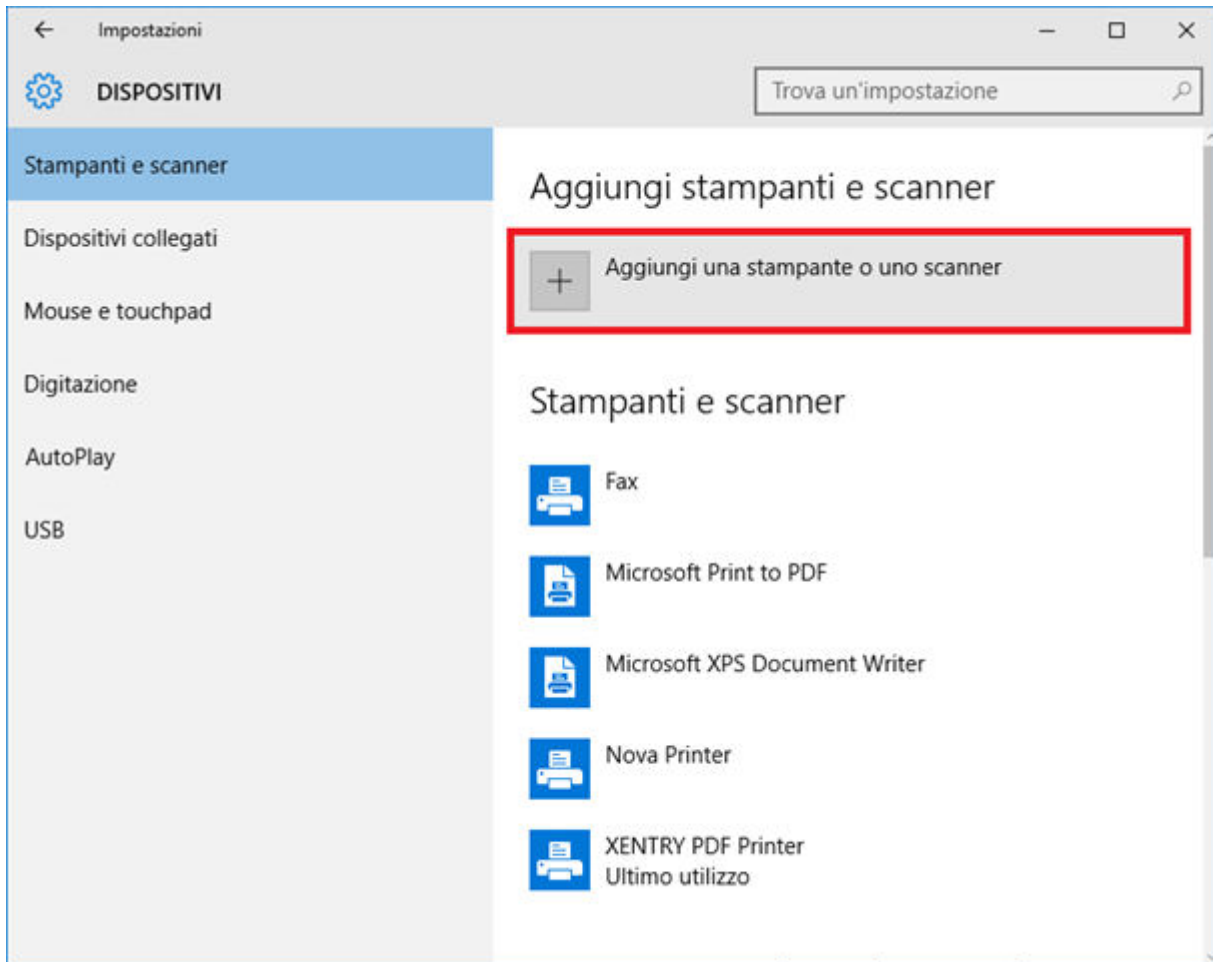 Impostazioni
DISPOSITIVI
Trova un'impostazione
Stampanti e scanner
Dispositivi collegati
Mouse e touchpad
Digitazione
AutoPlay
USB
Aggiungi stampanti e scanner
Aggiungi una stampante o uno scanner
Stampanti e scanner
Fax
Microsoft Print to PDF
Microsoft XPS Document Writer
Nova Printer
XENTRY PDF Printer
Ultimo utilizzo